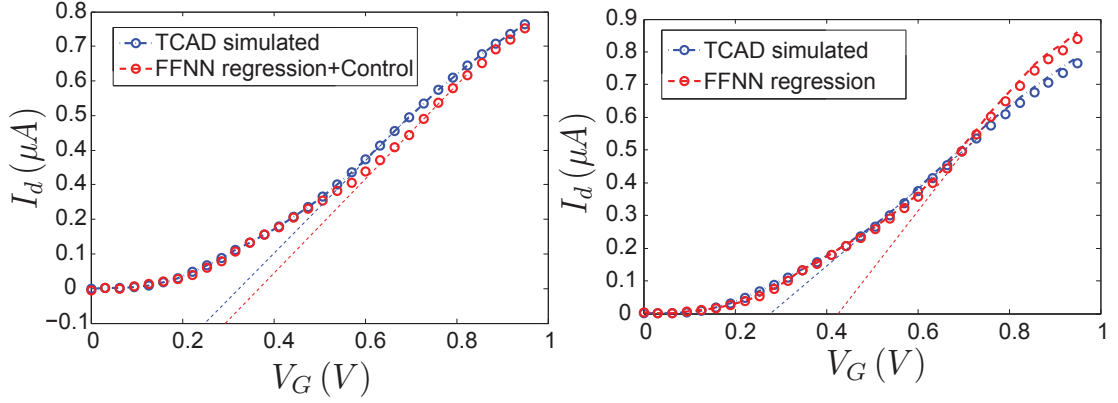 0.8
0.7
0.6
0.5
0.4
0.4
0.2
0.1
0
−0.1
I_d (μA)
TCAD simulated
FFNN regression+Control
0 0.2 0.4 0.6 0.8 1
V_G (V)
0.9
0.8
0.7
0.6
0.5
0.4
0.3
0.2
0.1
0
I_d (μA)
TCAD simulated
FFNN regression
0 0.2 0.4 0.6 0.8 1
V_G (V)